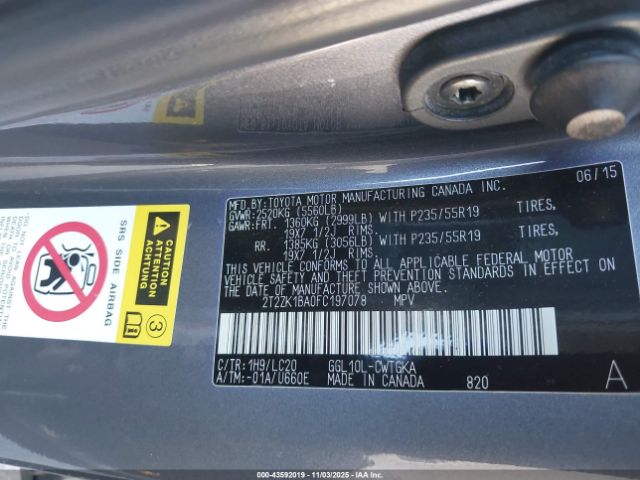 MFD.BY:TOYOTA MOTOR MANUFACTURING CANADA INC. 06/15
GVWR:2520KG (5560LB)
GAWR:FRT. 1360KG (2999LB) WITH P235/55R19 TIRES,
19X7 1/2J RIMS.
RR. 1385KG (3056LB) WITH P235/55R19 TIRES,
19X7 1/2J RIMS.
THIS VEHICLE CONFORMS TO ALL APPLICABLE FEDERAL MOTOR
VEHICLE SAFETY AND THEFT PREVENTION STANDARDS IN EFFECT ON
THE DATE OF MANUFACTURE SHOWN ABOVE.
2T2ZK1BA0FC197078 MPV
C/TR: 1H9/LC20 GGL10L-CWTGKA
A/TM:-01A/U660E MADE IN CANADA 820 A
CAUTION
ATTENTION
ACHTUNG
SRS SIDE AIRBAG
3
000-43592019 - 11/03/2025 - IAAI